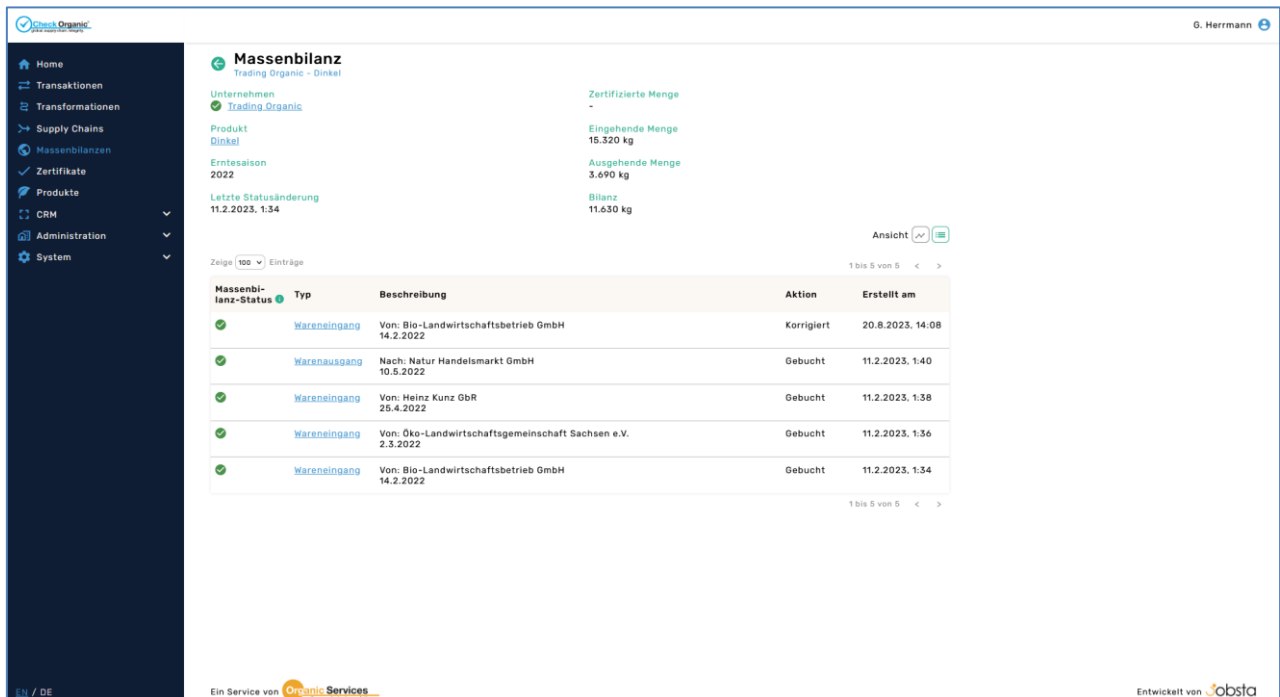 Check Organic
global supply chain integrity
G. Herrmann
Home
Transaktionen
Transformationen
Supply Chains
Massenbilanzen
Zertifikate
Produkte
CRM
Administration
System
EN / DE
Massenbilanz
Trading Organic - Dinkel
Unternehmen
Trading Organic
Zertifizierte Menge
-
Produkt
Dinkel
Eingehende Menge
15.320 kg
Erntesaison
2022
Ausgehende Menge
3.690 kg
Letzte Statusänderung
11.2.2023, 1:34
Bilanz
11.630 kg
Ansicht
Zeige 100 Einträge
1 bis 5 von 5 < >
Massenbi-
lanz-Status Typ Beschreibung Aktion Erstellt am
Wareneingang Von: Bio-Landwirtschaftsbetrieb GmbH Korrigiert 20.8.2023, 14:08
14.2.2022
Warenausgang Nach: Natur Handelsmarkt GmbH Gebucht 11.2.2023, 1:40
10.5.2022
Wareneingang Von: Heinz Kunz GbR Gebucht 11.2.2023, 1:38
25.4.2022
Wareneingang Von: Öko-Landwirtschaftsgemeinschaft Sachsen e.V. Gebucht 11.2.2023, 1:36
2.3.2022
Wareneingang Von: Bio-Landwirtschaftsbetrieb GmbH Gebucht 11.2.2023, 1:34
14.2.2022
1 bis 5 von 5 < >
Ein Service von Organic Services
Entwickelt von Jobsta